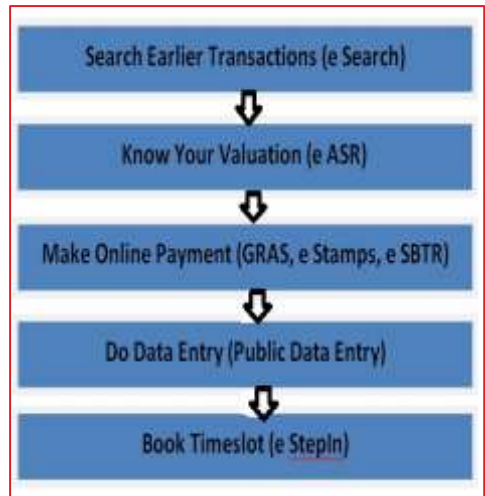 Search Earlier Transactions (e Search)
Know Your Valuation (e ASR)
Make Online Payment (GRAS, e Stamps, e SBTR)
Do Data Entry (Public Data Entry)
Book Timeslot (e StepIn)